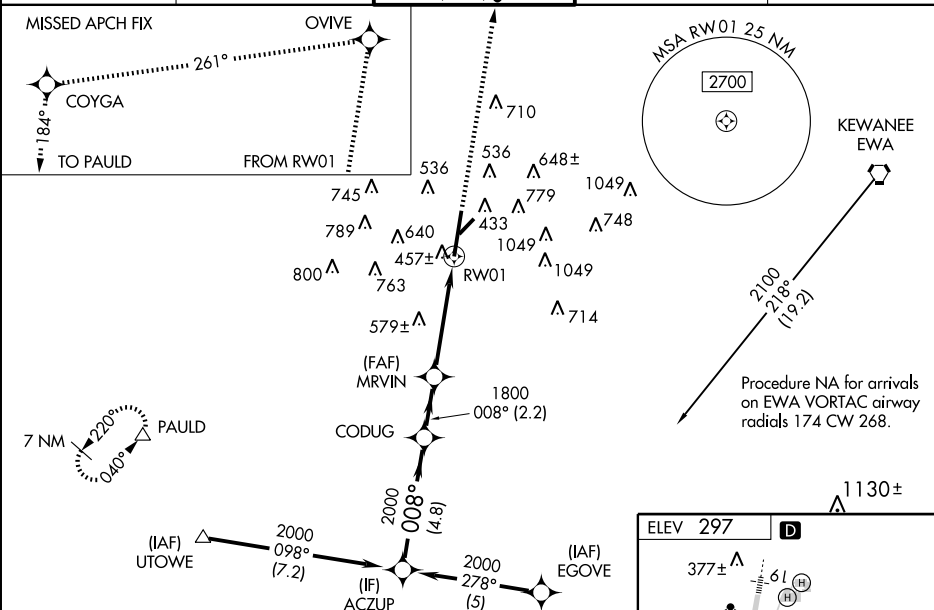 MISSED APCH FIX
OVIVE
261°
COYGA
184°
TO PAULD
FROM RW01
MSA RW01 25 NM
2700
KEWANEE
EWA
710
536
536
648±
1049
745
779
433
748
789
640
1049
457±
1049
800
763
RW01
714
579±
2100
218°
(19.2)
(FAF)
MRVIN
1800
008° (2.2)
Procedure NA for arrivals
on EWA VORTAC airway
radials 174 CW 268.
CODUG
7 NM
220°
040°
PAULD
2000
008°
(4.8)
1130±
(IAF)
UTOWE
2000
098°
(7.2)
(IF)
ACZUP
2000
278°
(5)
(IAF)
EGOVE
ELEV 297
D
377±
19
H
H